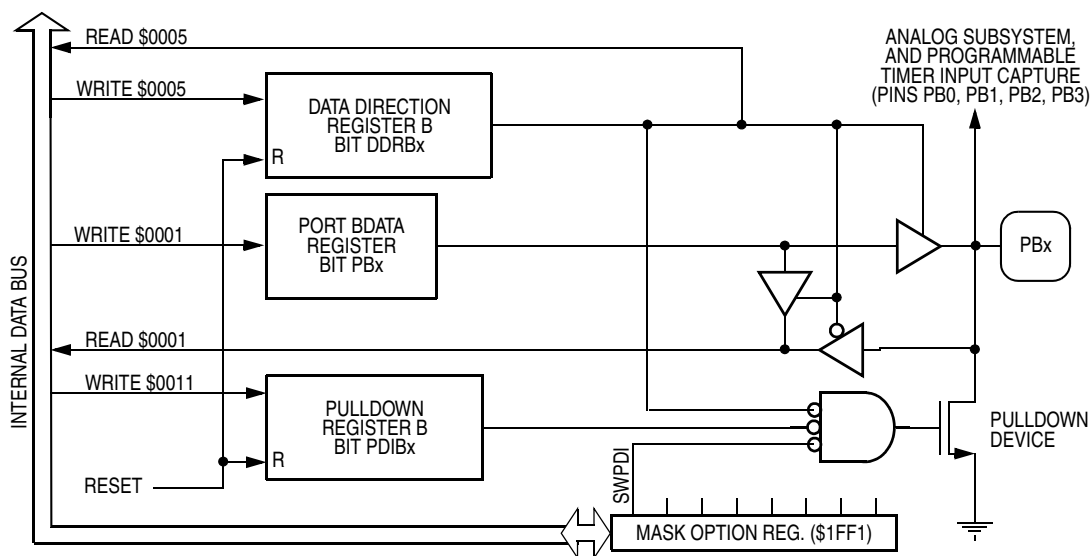 READ $0005
WRITE $0005
DATA DIRECTION
REGISTER B
BIT DDRBx
R
ANALOG SUBSYSTEM,
AND PROGRAMMABLE
TIMER INPUT CAPTURE
(PINS PB0, PB1, PB2, PB3)
WRITE $0001
PORT BDATA
REGISTER
BIT PBx
PBx
INTERNAL DATA BUS
READ $0001
WRITE $0011
PULLDOWN
REGISTER B
BIT PDIBx
R
PULLDOWN
DEVICE
RESET
SWPDI
MASK OPTION REG. ($1FF1)